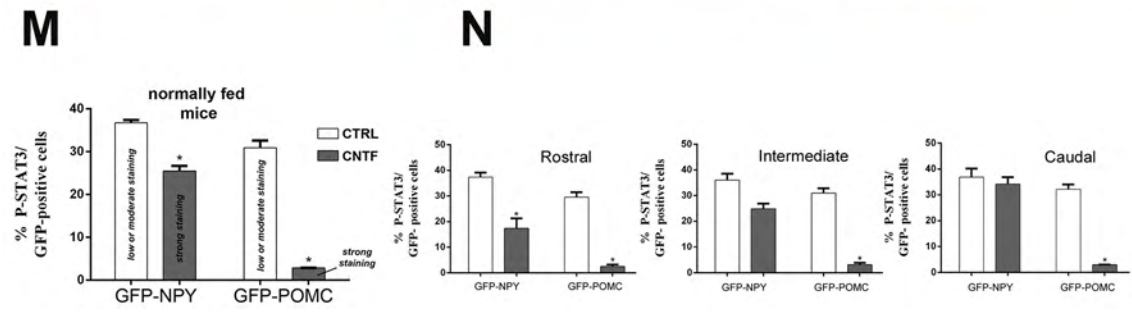 M
normally fed
mice
% P-STAT3/
GFP-positive cells
40
30
20
10
0
low or moderate staining
*
strong staining
low or moderate staining
*
strong
staining
CTRL
CNTF
GFP-NPY
GFP-POMC
N
% P-STAT3/
GFP- positive cells
Rostral
50
40
30
20
10
0
*
*
GFP-NPY
GFP-POMC
% P-STAT3/
GFP- positive cells
Intermediate
50
40
30
20
10
0
*
GFP-NPY
GFP-POMC
% P-STAT3/
GFP- positive cells
Caudal
50
40
30
20
10
0
*
GFP-NPY
GFP-POMC